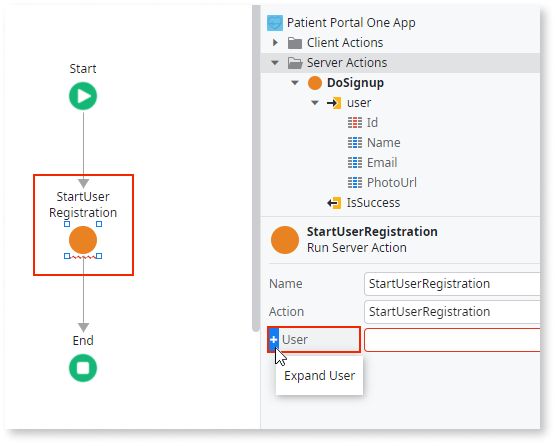 Start
StartUser
Registration
End
Patient Portal One App
Client Actions
Server Actions
DoSignup
user
Id
Name
Email
PhotoUrl
IsSuccess
StartUserRegistration
Run Server Action
Name StartUserRegistration
Action StartUserRegistration
User
Expand User